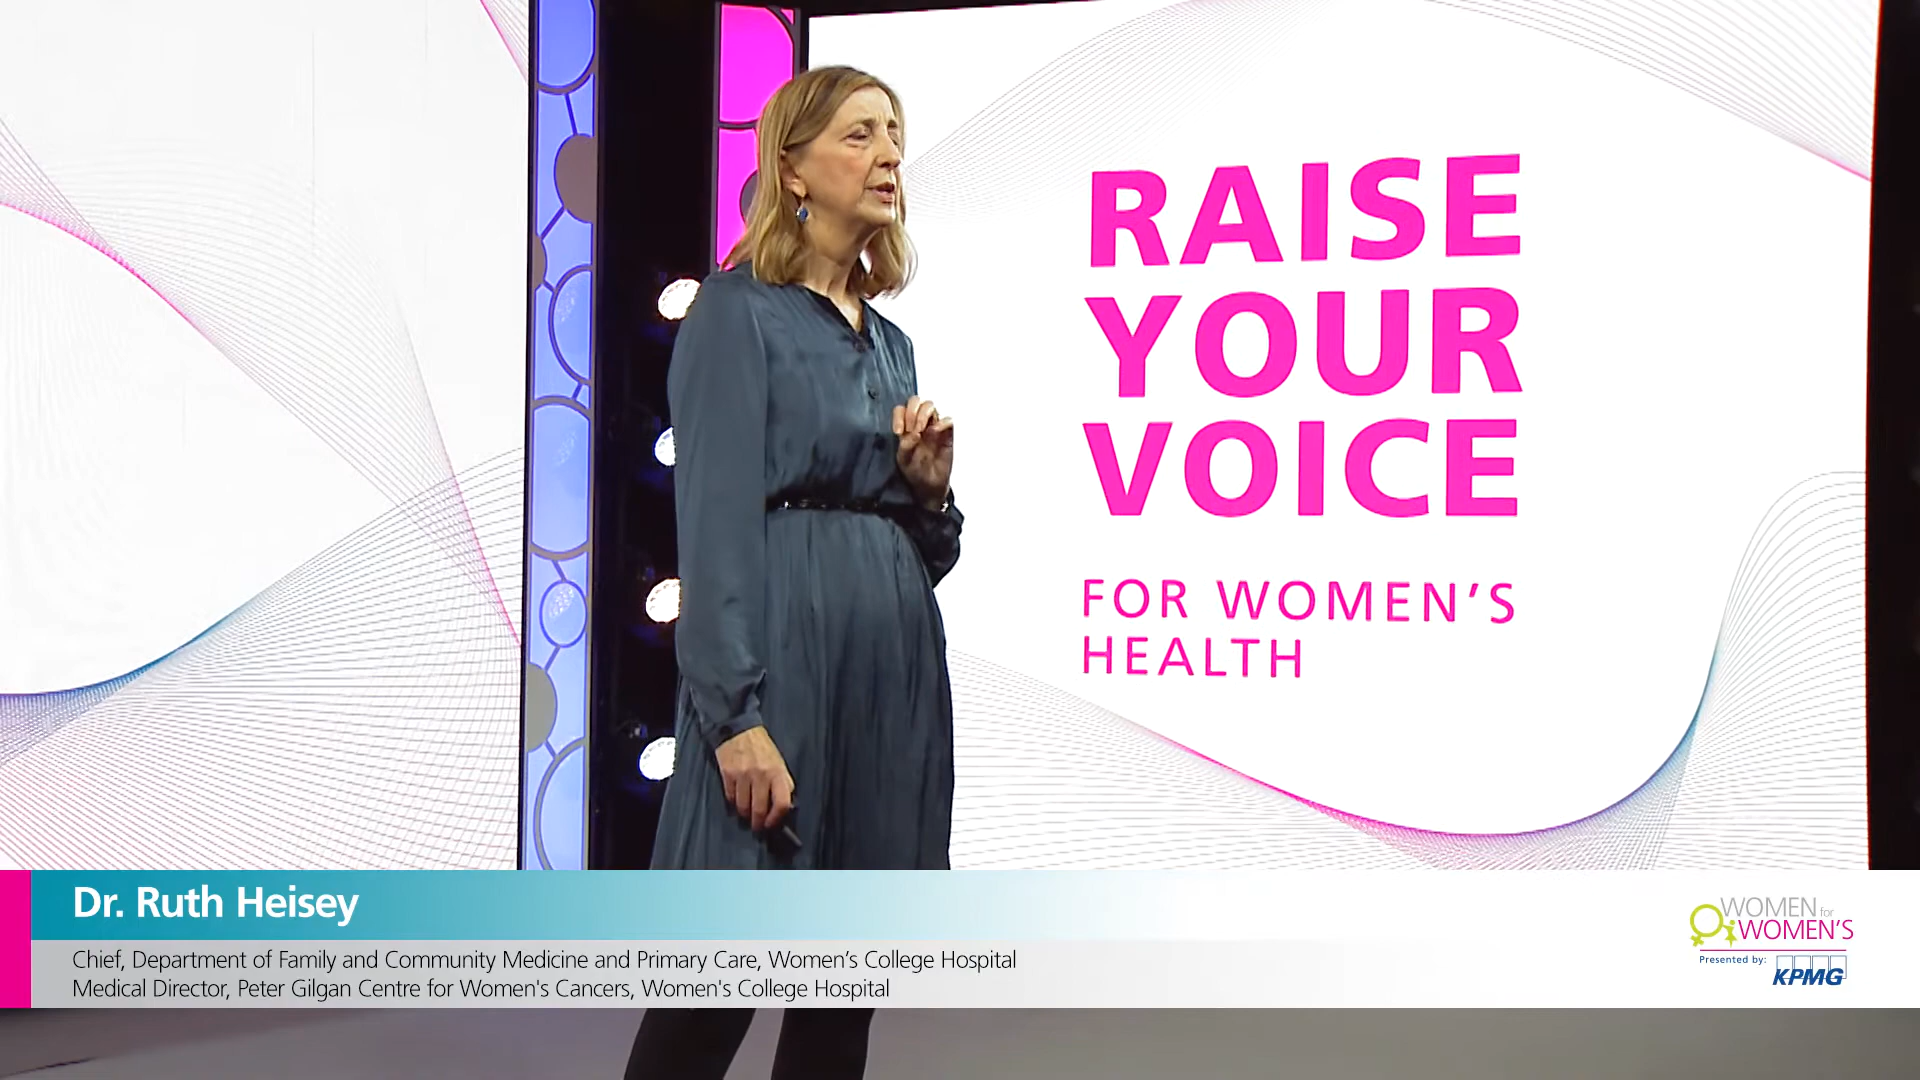 RAISE
YOUR
VOICE
FOR WOMEN'S
HEALTH
Dr. Ruth Heisey
Chief, Department of Family and Community Medicine and Primary Care, Women’s College Hospital
Medical Director, Peter Gilgan Centre for Women's Cancers, Women's College Hospital
WOMEN for
WOMEN'S
Presented by:
KPMG